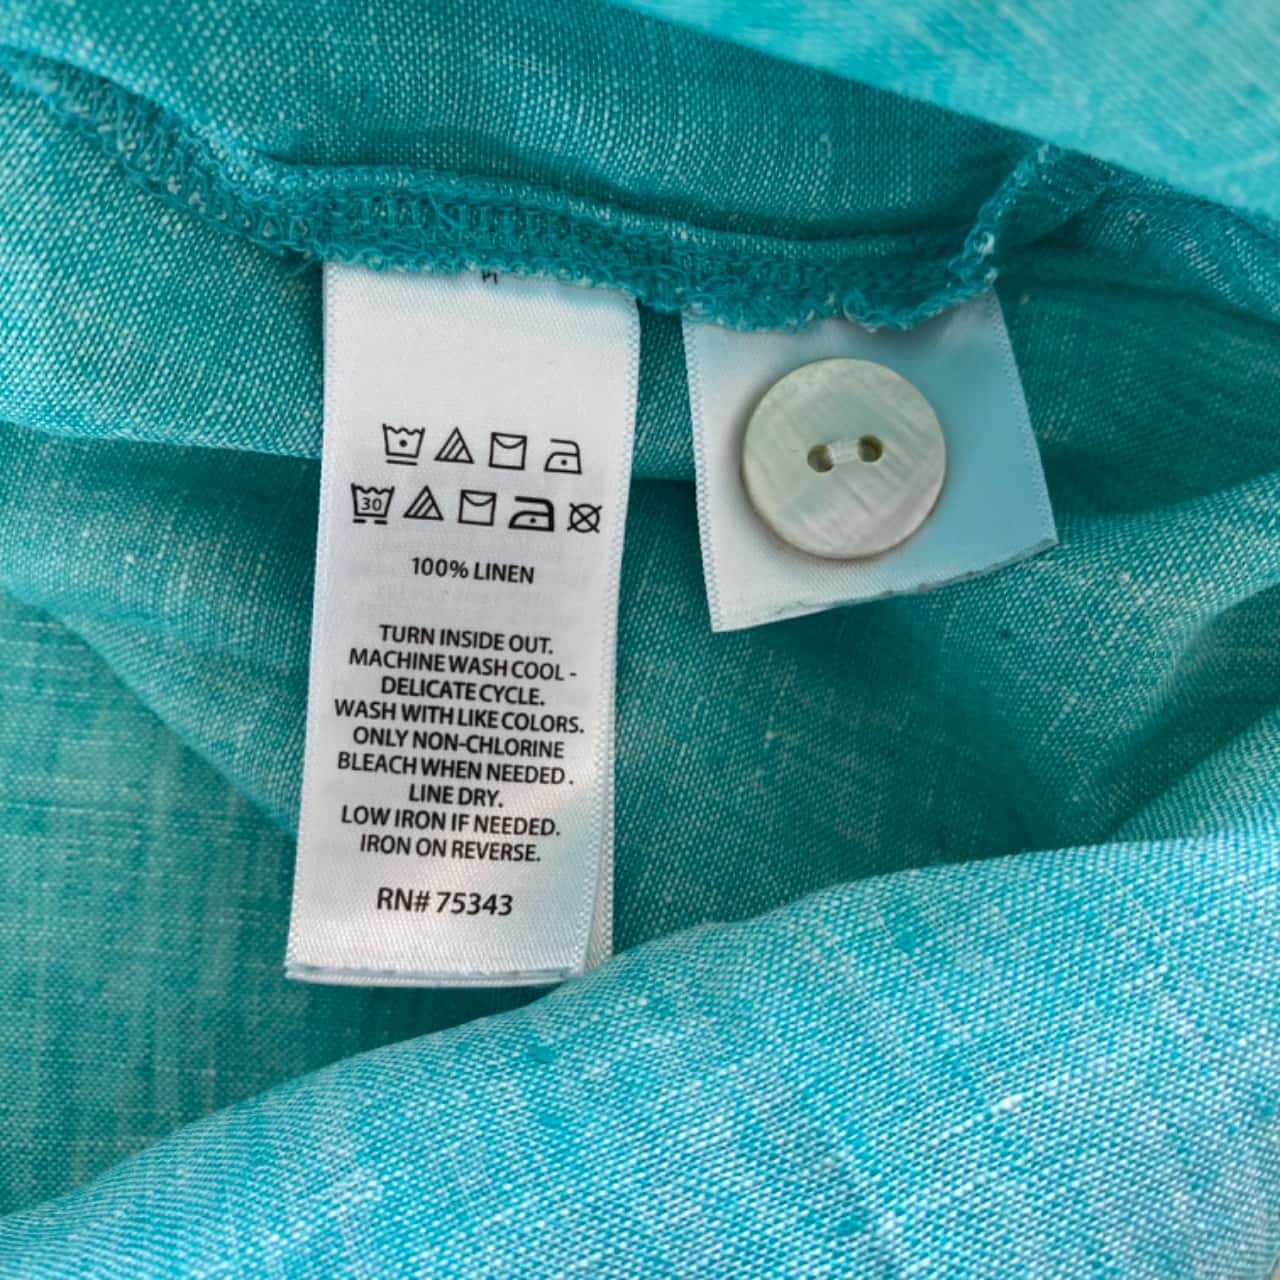 30
100% LINEN
TURN INSIDE OUT.
MACHINE WASH COOL -
DELICATE CYCLE.
WASH WITH LIKE COLORS.
ONLY NON-CHLORINE
BLEACH WHEN NEEDED.
LINE DRY.
LOW IRON IF NEEDED.
IRON ON REVERSE.
RN# 75343